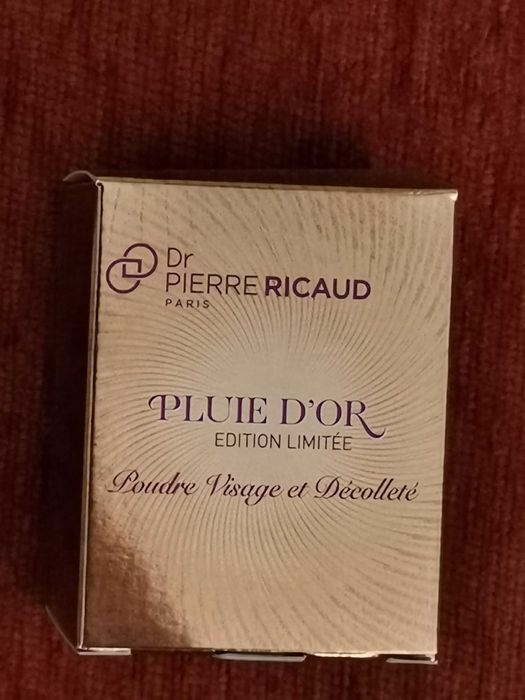 Dr
PIERRE RICAUD
PARIS
PLUIE D'OR
EDITION LIMITÉE
Poudre Visage et Décolleté